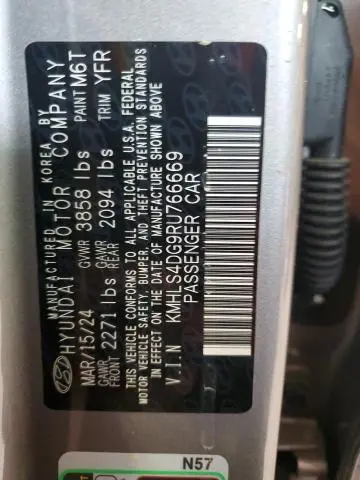 MANUFACTURED IN KOREA BY
HYUNDAI MOTOR COMPANY
MAR/15/24 GVWR 3858 lbs PAINT M6T
GAWR FRONT 2271 lbs GAWR REAR 2094 lbs TRIM YFR
THIS VEHICLE CONFORMS TO ALL APPLICABLE U.S.A. FEDERAL
MOTOR VEHICLE SAFETY, BUMPER, AND THEFT PREVENTION STANDARDS
IN EFFECT ON THE DATE OF MANUFACTURE SHOWN ABOVE
V.I.N KMHLS4DG9RU766669
PASSENGER CAR
N57